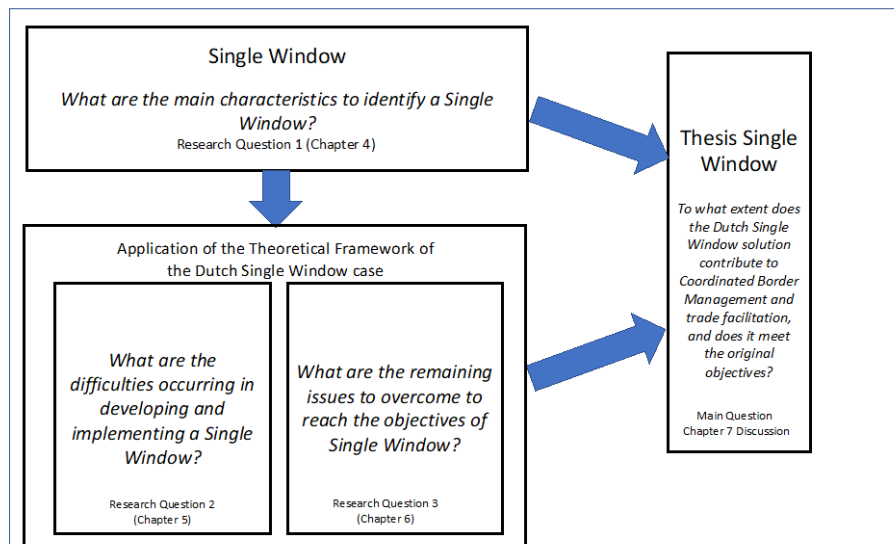 Single Window
What are the main characteristics to identify a Single
Window?
Research Question 1 (Chapter 4)
Application of the Theoretical Framework of
the Dutch Single Window case
What are the
difficulties occurring in
developing and
implementing a Single
Window?
Research Question 2
(Chapter 5)
What are the remaining
issues to overcome to
reach the objectives of
Single Window?
Research Question 3
(Chapter 6)
Thesis Single
Window
To what extent does
the Dutch Single
Window solution
contribute to
Coordinated Border
Management and
trade facilitation,
and does it meet
the original
objectives?
Main Question
Chapter 7 Discussion